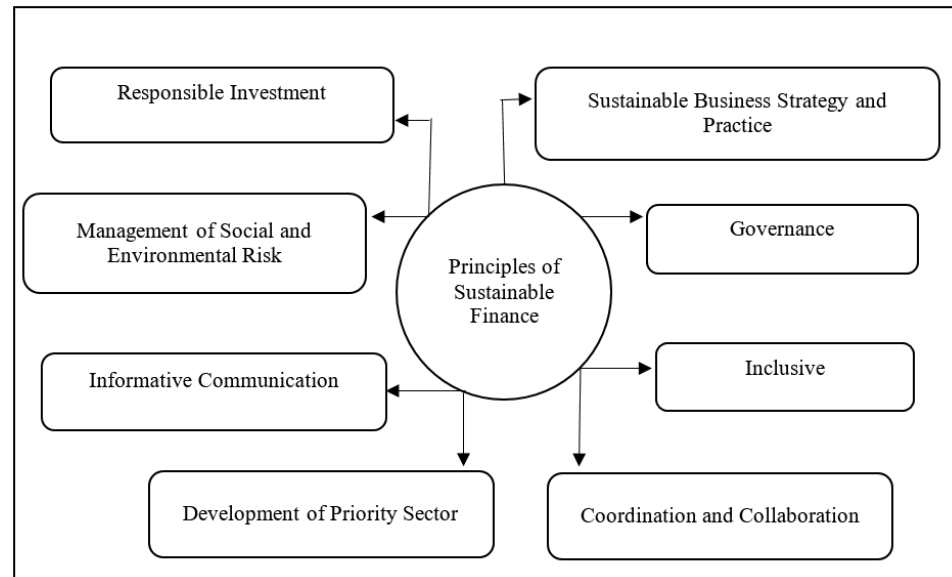 Responsible Investment
Sustainable Business Strategy and
Practice
Management of Social and
Environmental Risk
Governance
Principles of
Sustainable
Finance
Informative Communication
Inclusive
Development of Priority Sector
Coordination and Collaboration